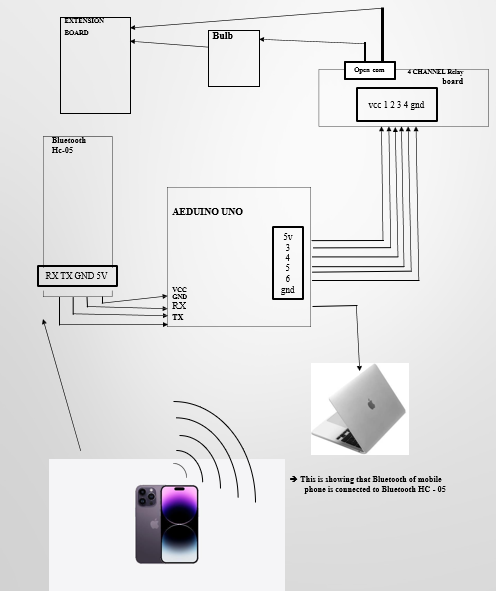 EXTENSION
BOARD
Bulb
Open com
4 CHANNEL Relay
board
vcc 1 2 3 4 gnd
Bluetooth
Hc-05
RX TX GND 5V
AEDUINO UNO
5v
3
4
5
6
gnd
VCC
GND
RX
TX
➔ This is showing that Bluetooth of mobile
phone is connected to Bluetooth HC - 05